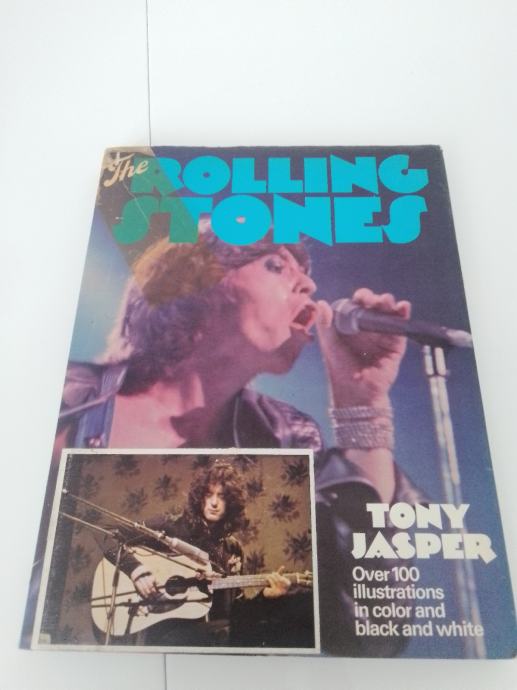 The ROLLING
STONES
TONY
JASPER
Over 100
illustrations
in color and
black and white